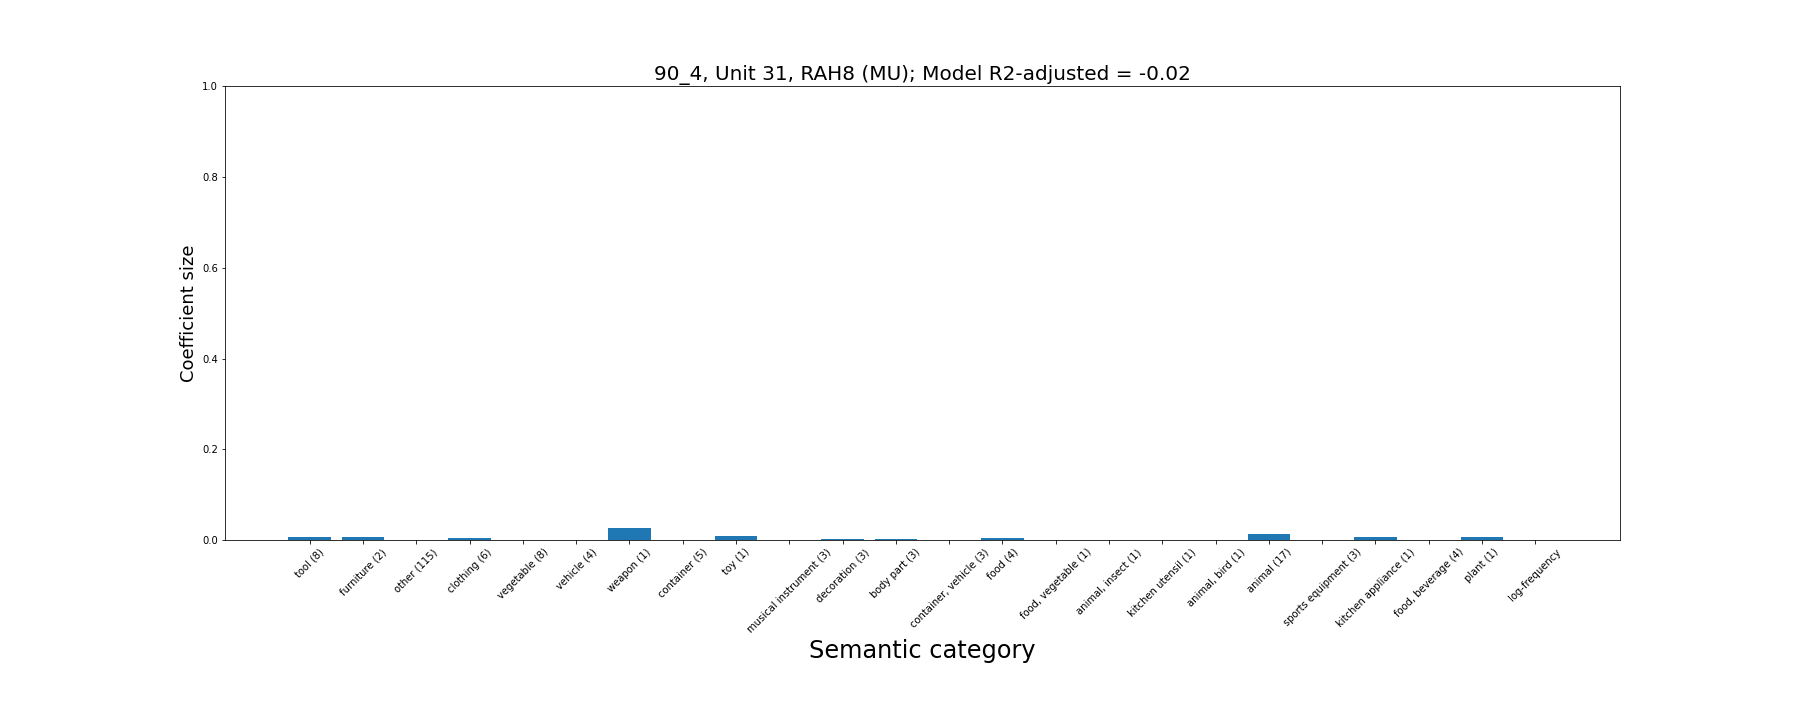 90_4, Unit 31, RAH8 (MU); Model R2-adjusted = -0.02
1.0
0.8
0.6
0.4
0.2
0.0
Coefficient size
tool (8)
furniture (2)
other (115)
clothing (6)
vegetable (8)
vehicle (4)
weapon (1)
container (5)
toy (1)
musical instrument (3)
decoration (3)
body part (3)
container, vehicle (3)
food (4)
food, vegetable (1)
animal, insect (1)
kitchen utensil (1)
animal, bird (1)
animal (17)
sports equipment (3)
kitchen appliance (1)
food, beverage (4)
plant (1)
log-frequency
Semantic category